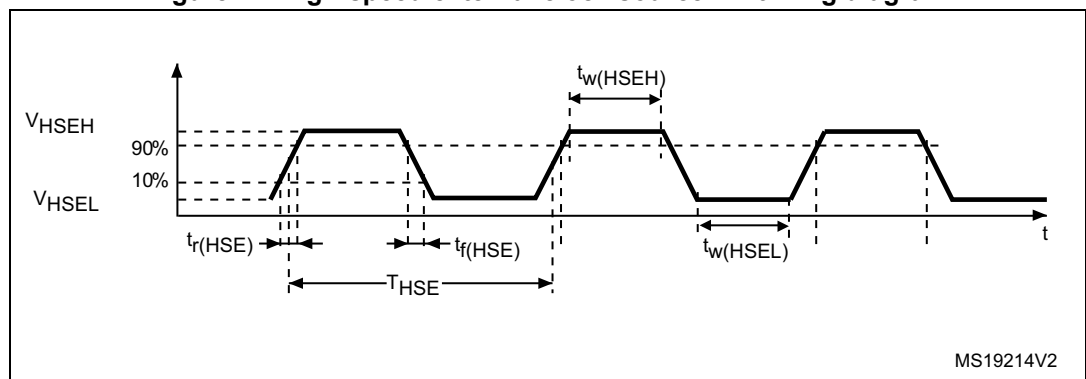 tw(HSEH)
VHSEH
90%
10%
VHSEL
tr(HSE)
tf(HSE)
tw(HSEL)
t
THSE
MS19214V2